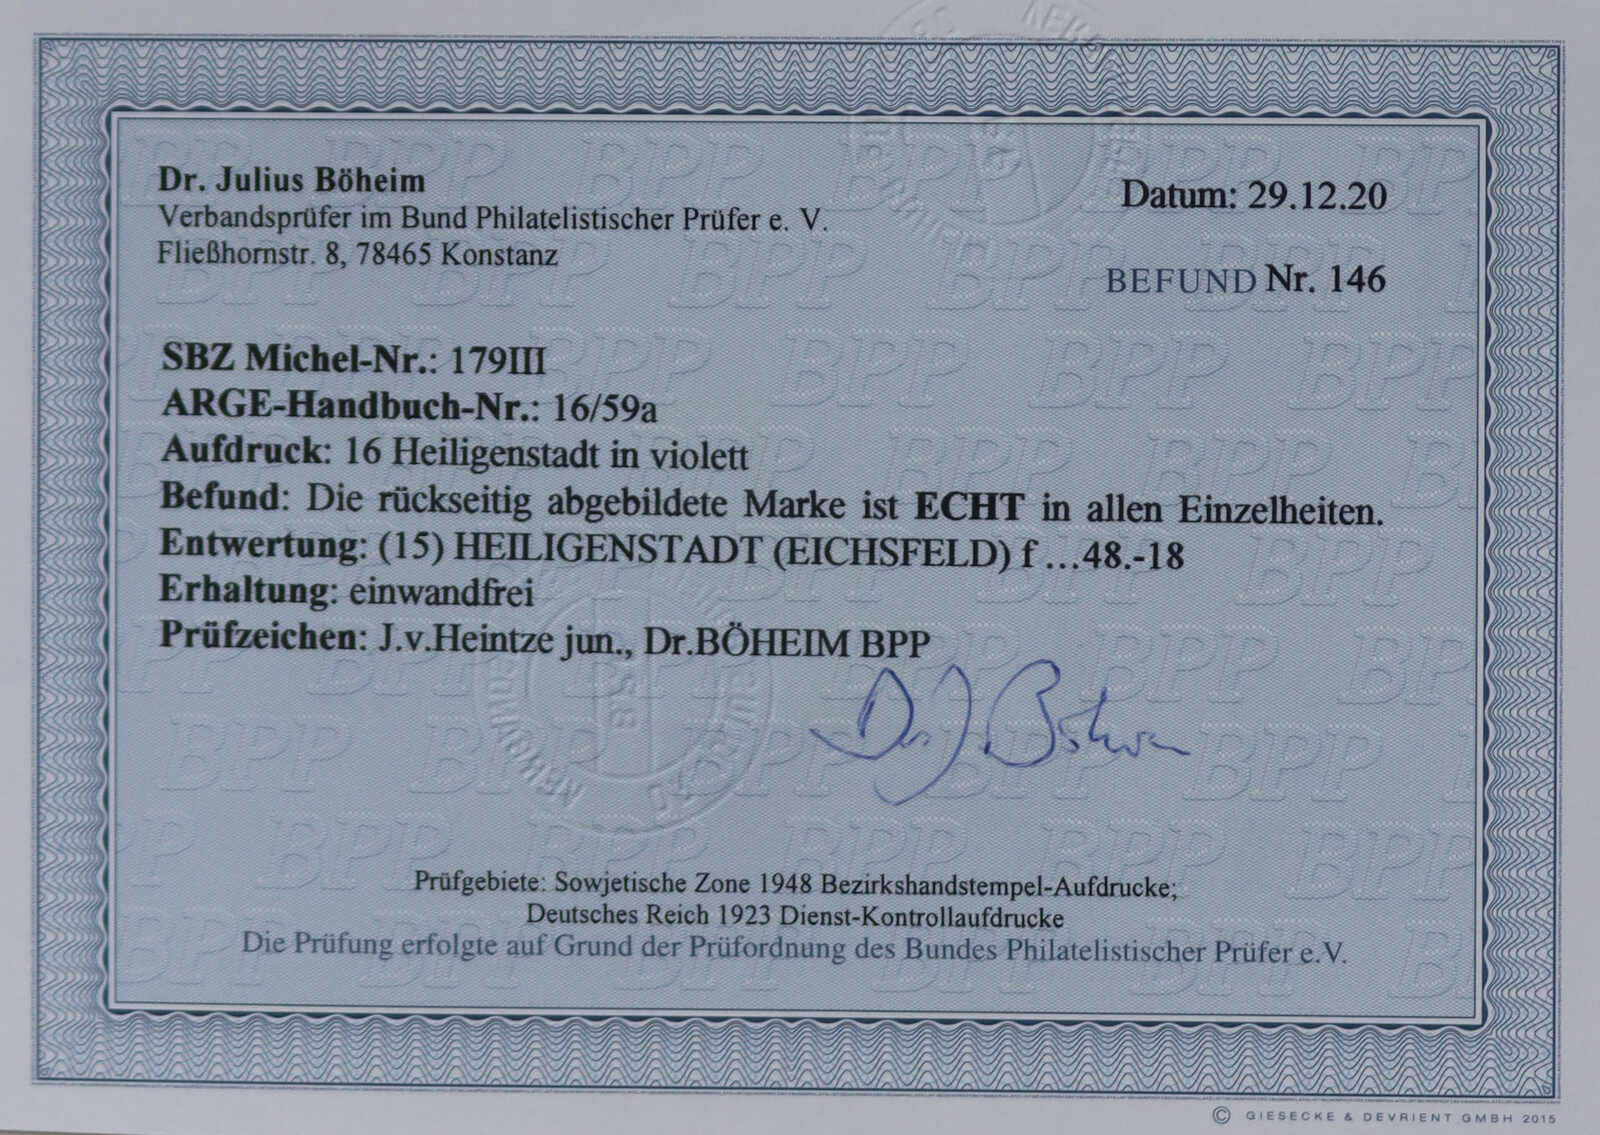 Dr. Julius Böheim
Verbandsprüfer im Bund Philatelistischer Prüfer e. V.
Fließhornstr. 8, 78465 Konstanz
Datum: 29.12.20
BEFUND Nr. 146
SBZ Michel-Nr.: 179III
ARGE-Handbuch-Nr.: 16/59a
Aufdruck: 16 Heiligenstadt in violett
Befund: Die rückseitig abgebildete Marke ist ECHT in allen Einzelheiten.
Entwertung: (15) HEILIGENSTADT (EICHSFELD) f ...48.-18
Erhaltung: einwandfrei
Prüfzeichen: J.v.Heintze jun., Dr.BÖHEIM BPP
Dr. J. Böheim
Prüfgebiete: Sowjetische Zone 1948 Bezirkshandstempel-Aufdrucke;
Deutsches Reich 1923 Dienst-Kontrollaufdrucke
Die Prüfung erfolgte auf Grund der Prüfordnung des Bundes Philatelistischer Prüfer e.V.
© GIESECKE & DEVRIENT GMBH 2015